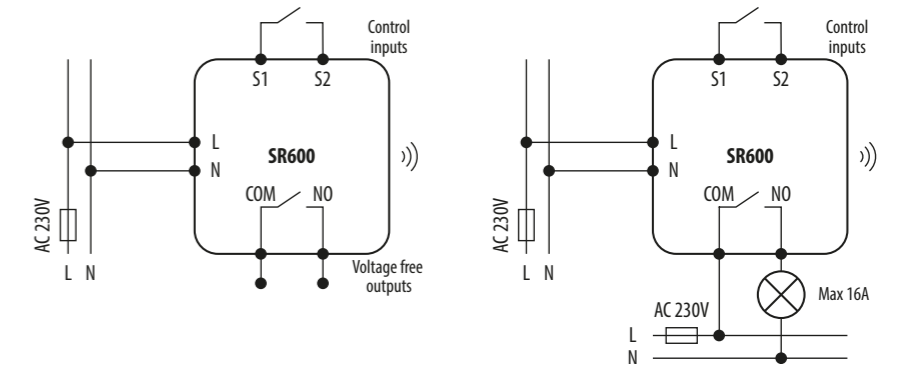 Control
inputs
S1 S2
L
SR600
N
COM NO
AC 230V
L N
Voltage free
outputs
Control
inputs
S1 S2
L
SR600
N
COM NO
AC 230V
L N
Max 16A
AC 230V
L
N